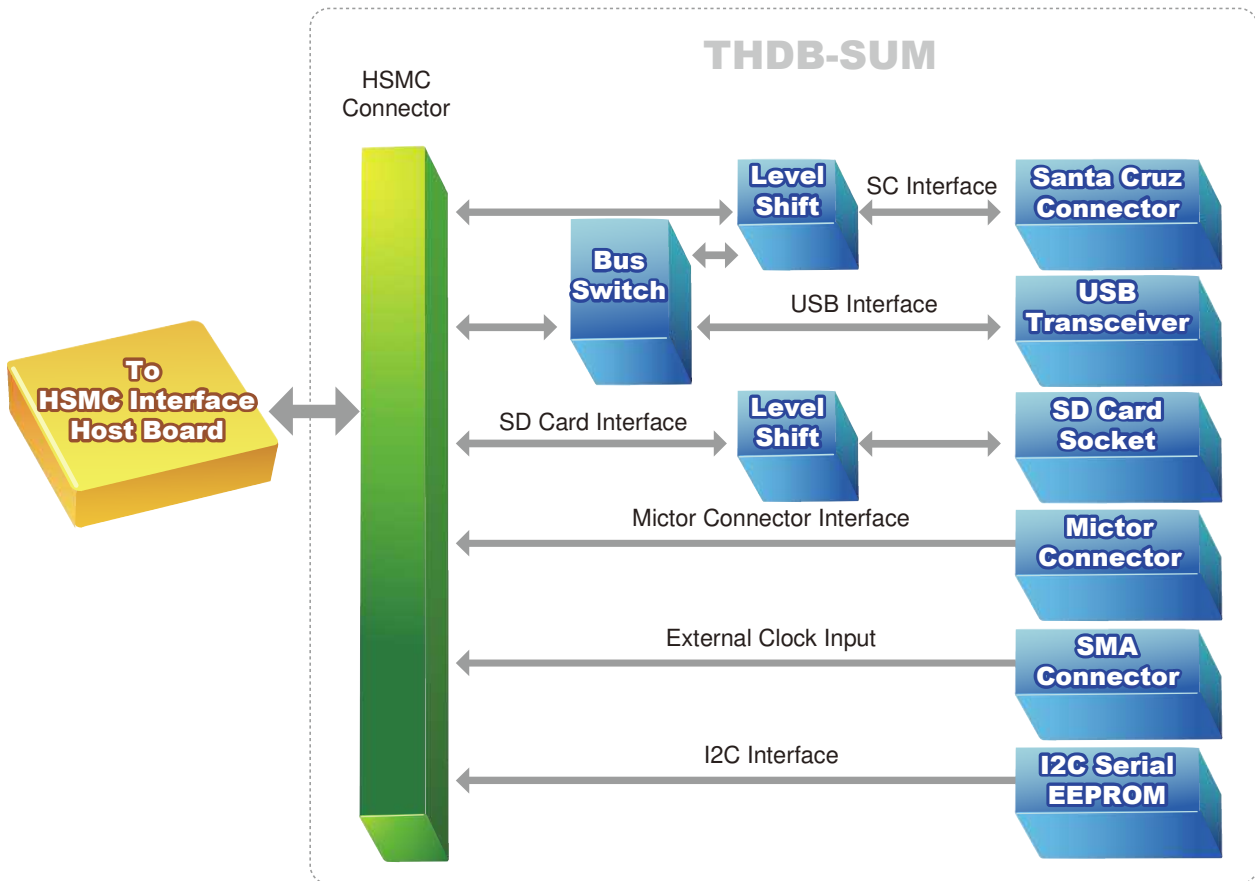 THDB-SUM
HSMC
Connector
Level
Shift
SC Interface
Santa Cruz
Connector
Bus
Switch
USB Interface
USB
Transceiver
To
HSMC Interface
Host Board
SD Card Interface
Level
Shift
SD Card
Socket
Mictor Connector Interface
Mictor
Connector
External Clock Input
SMA
Connector
I2C Interface
I2C Serial
EEPROM